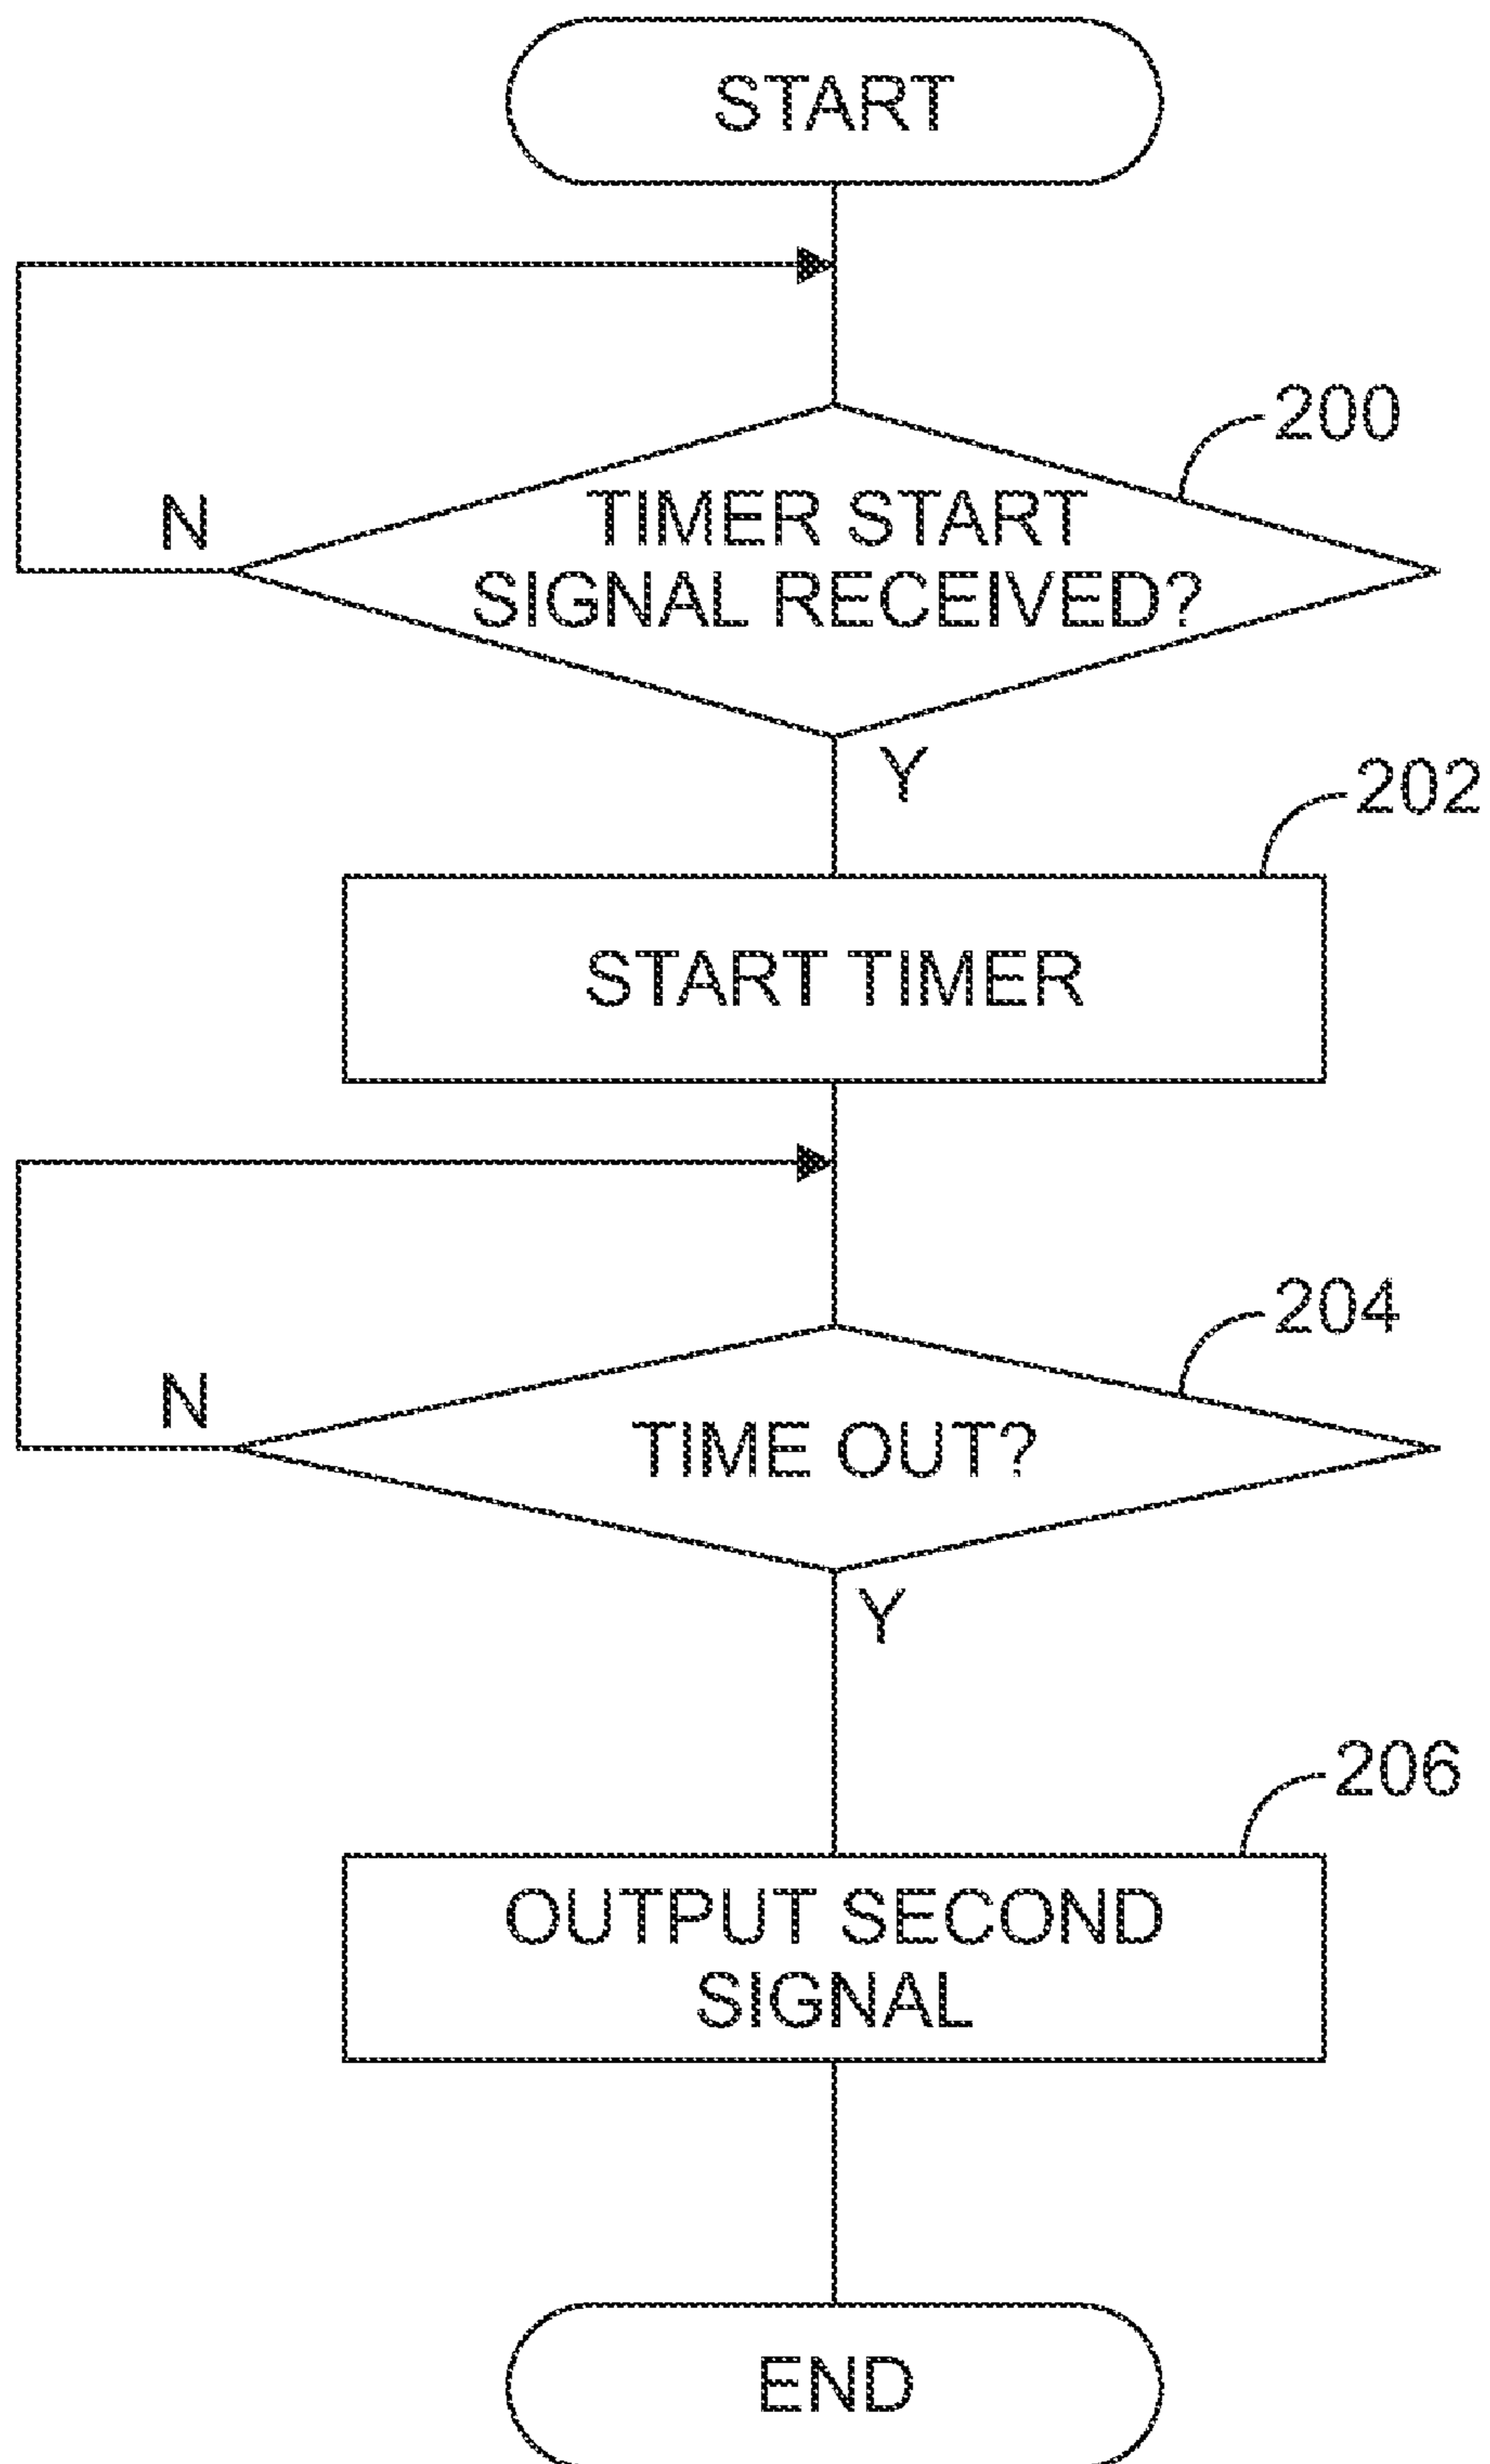 START
200
TIMER START
SIGNAL RECEIVED?
N
Y
202
START TIMER
204
N
TIME OUT?
Y
206
OUTPUT SECOND
SIGNAL
END